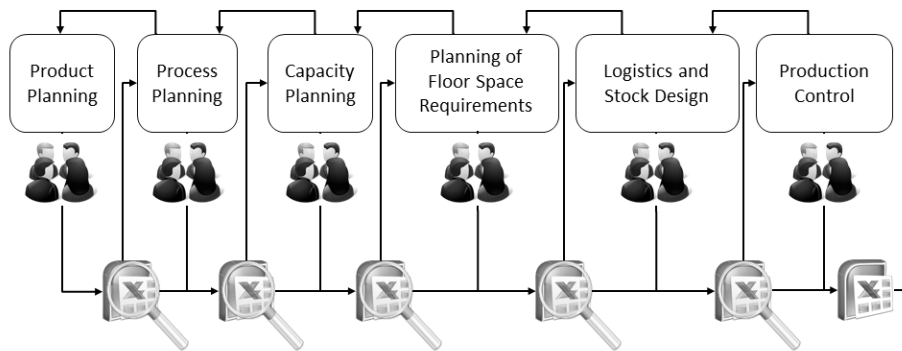 Product
Planning
Process
Planning
Capacity
Planning
Planning of
Floor Space
Requirements
Logistics and
Stock Design
Production
Control